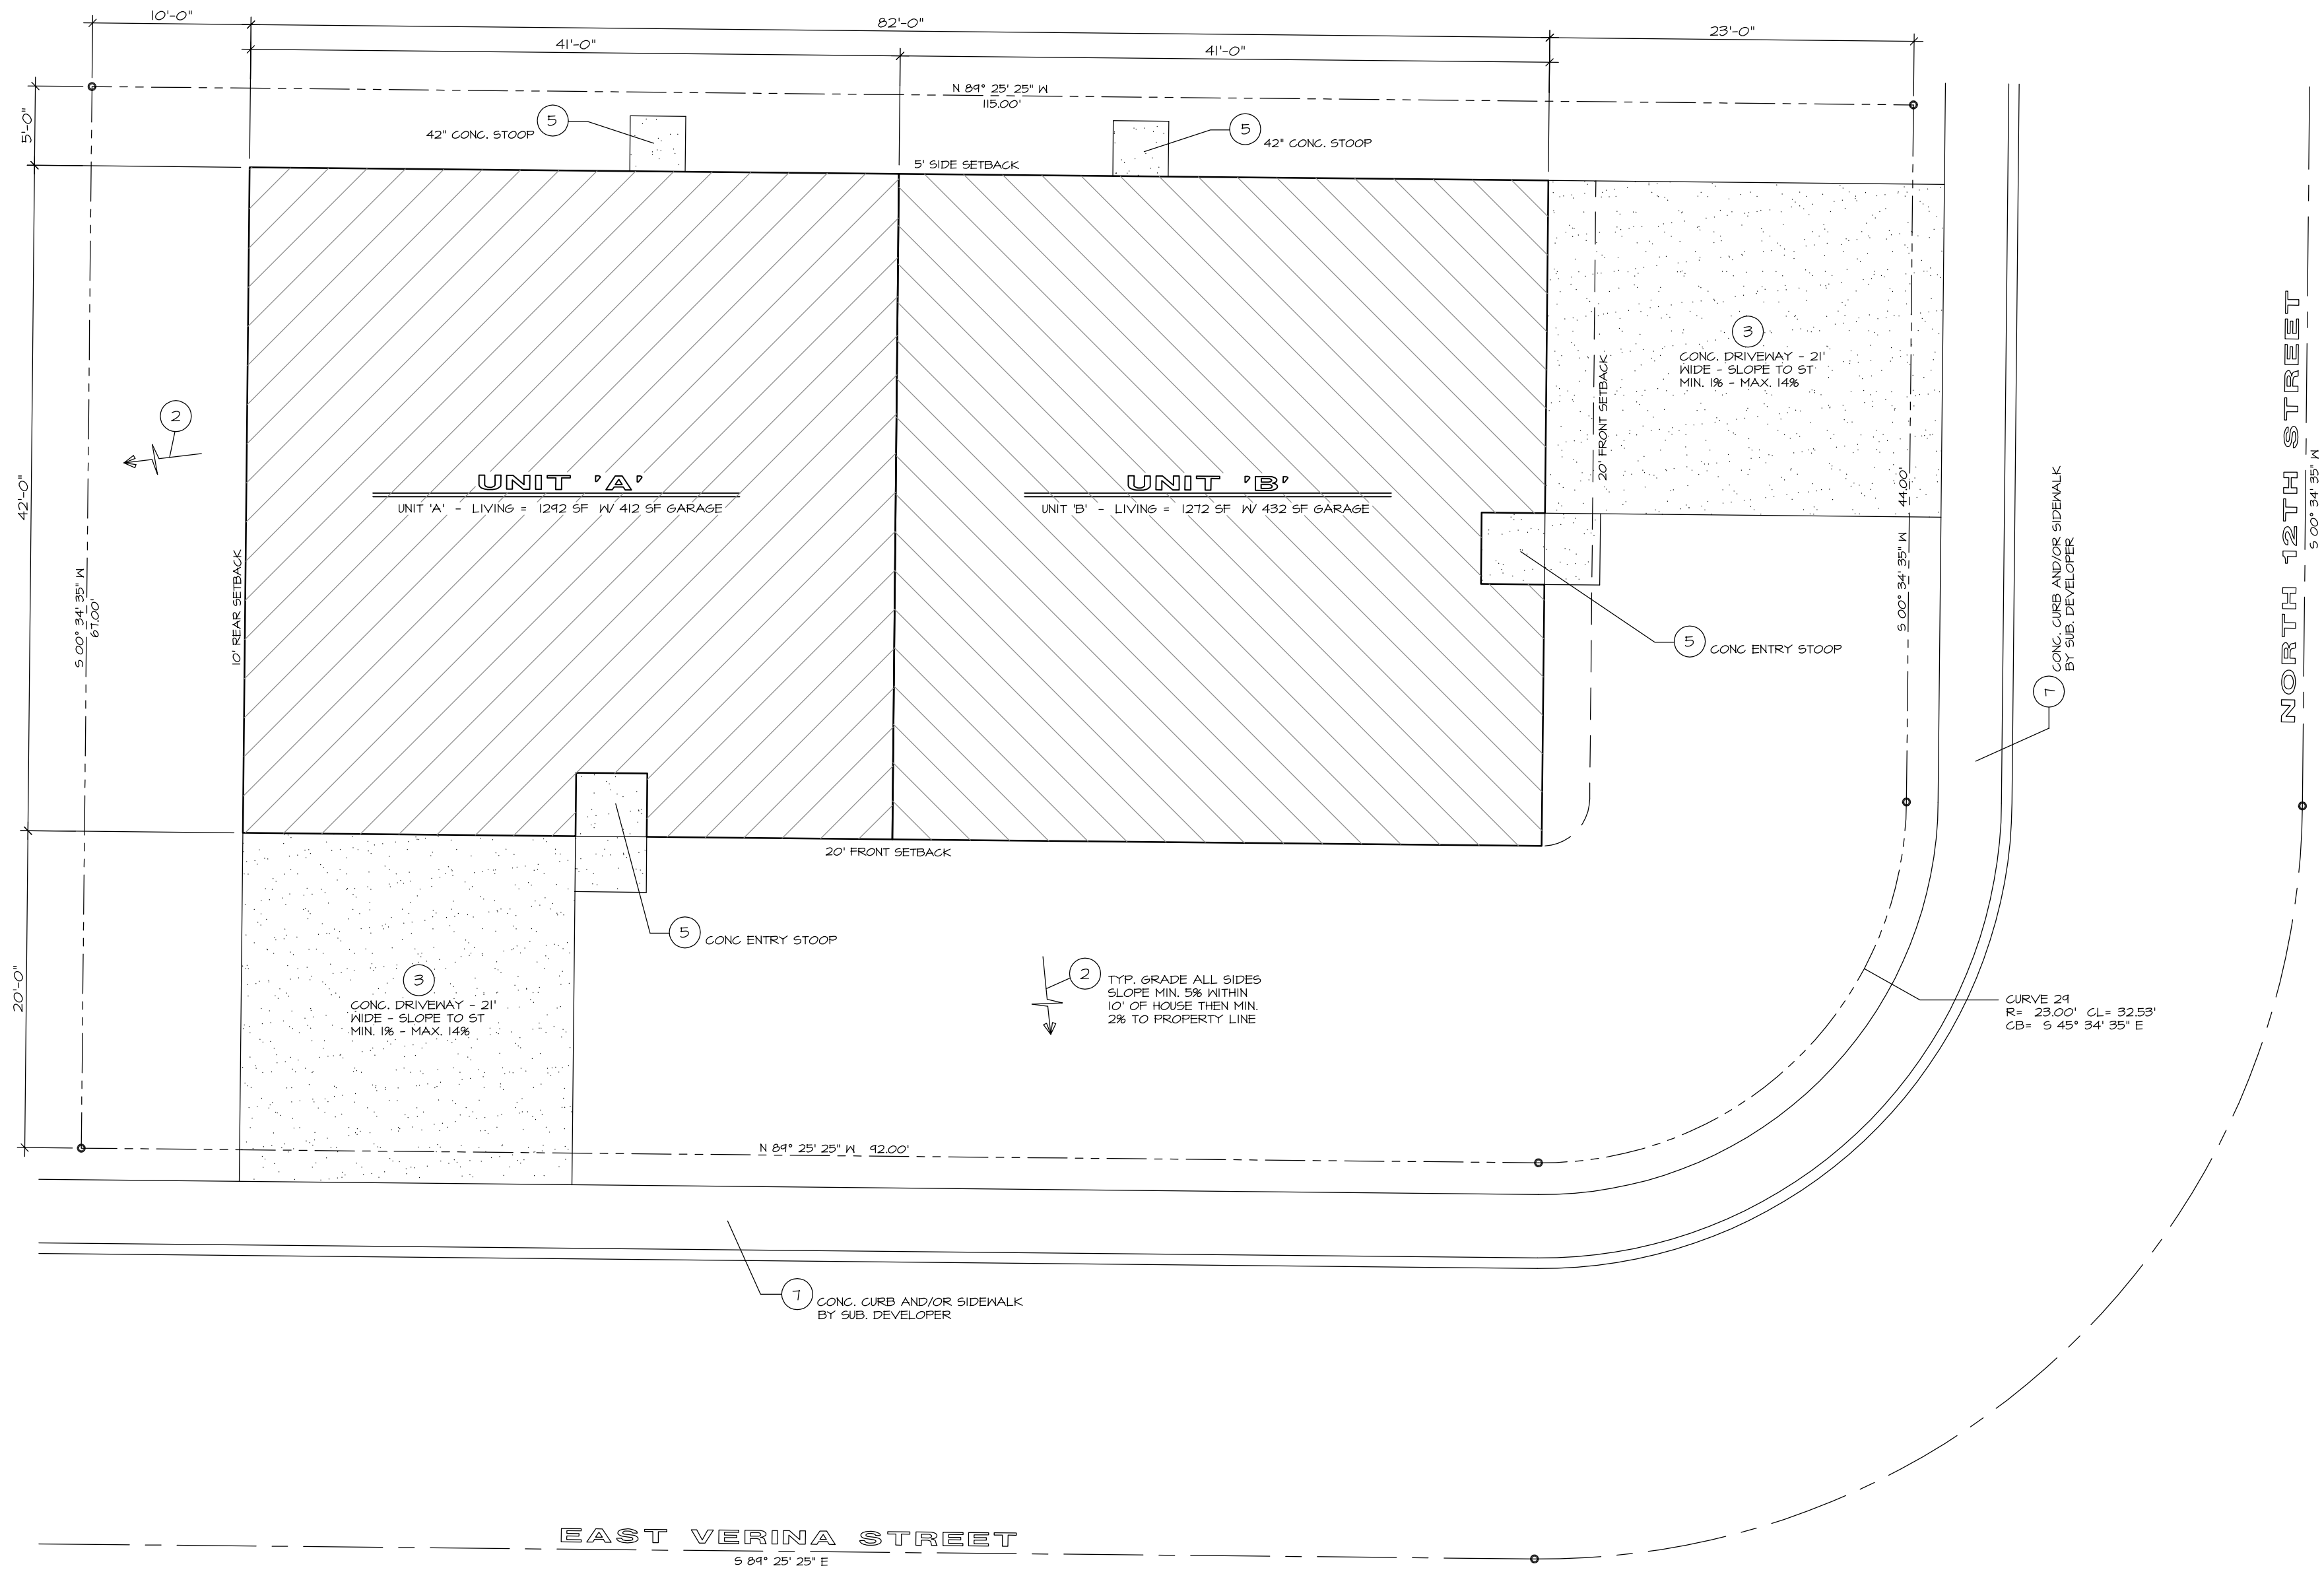 10'-0"
82'-0"
23'-0"
41'-0"
41'-0"
N 89° 25' 25" W
115.00'
5'-0"
5
42" CONC. STOOP
5
42" CONC. STOOP
5' SIDE SETBACK
3
CONC. DRIVEWAY - 21'
WIDE - SLOPE TO ST
MIN. 1% - MAX. 14%
20' FRONT SETBACK
NORTH 12TH STREET
S 00° 34' 35" W
2
42'-0"
UNIT 'A'
UNIT 'A' - LIVING = 1292 SF W/ 412 SF GARAGE
UNIT 'B'
UNIT 'B' - LIVING = 1272 SF W/ 432 SF GARAGE
S 00° 34' 35" W 44.00'
7
CONC. CURB AND/OR SIDEWALK
BY SUB. DEVELOPER
S 00° 34' 35" W
67.00'
10' REAR SETBACK
5
CONC ENTRY STOOP
20' FRONT SETBACK
5
CONC ENTRY STOOP
20'-0"
3
CONC. DRIVEWAY - 21'
WIDE - SLOPE TO ST
MIN. 1% - MAX. 14%
2
TYP. GRADE ALL SIDES
SLOPE MIN. 5% WITHIN
10' OF HOUSE THEN MIN.
2% TO PROPERTY LINE
CURVE 29
R= 23.00' CL= 32.53'
CB= S 45° 34' 35" E
N 89° 25' 25" W 92.00'
7
CONC. CURB AND/OR SIDEWALK
BY SUB. DEVELOPER
EAST VERINA STREET
S 89° 25' 25" E